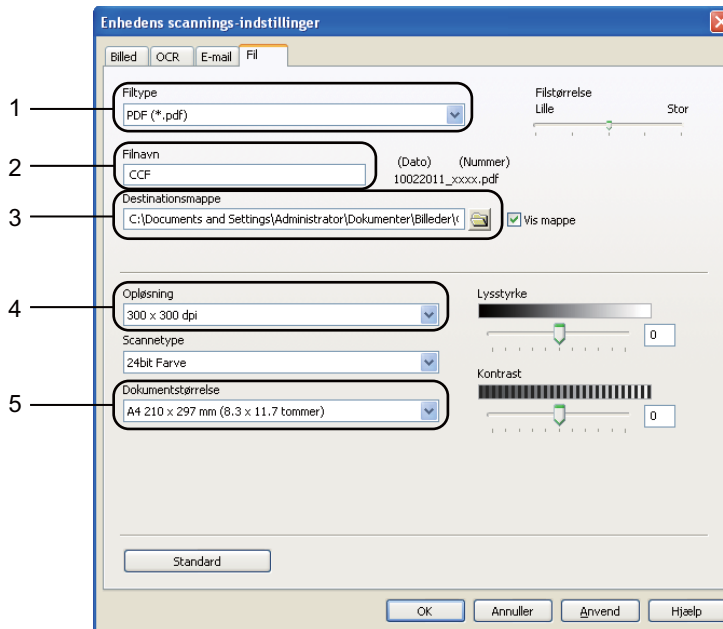 Enhedens scannings-indstillinger
Billed OCR E-mail Fil
1
Filtype
PDF (*.pdf)
Filstørrelse
Lille Stor
2
Filnavn
CCF
(Dato) (Nummer)
10022011_xxxx.pdf
3
Destinationsmappe
C:\Documents and Settings\Administrator\Dokumenter\Billeder\
Vis mappe
4
Opløsning
300 x 300 dpi
Lysstyrke
0
Scannetype
24bit Farve
Kontrast
0
5
Dokumentstørrelse
A4 210 x 297 mm (8.3 x 11.7 tommer)
Standard
OK Annuller Anvend Hjælp